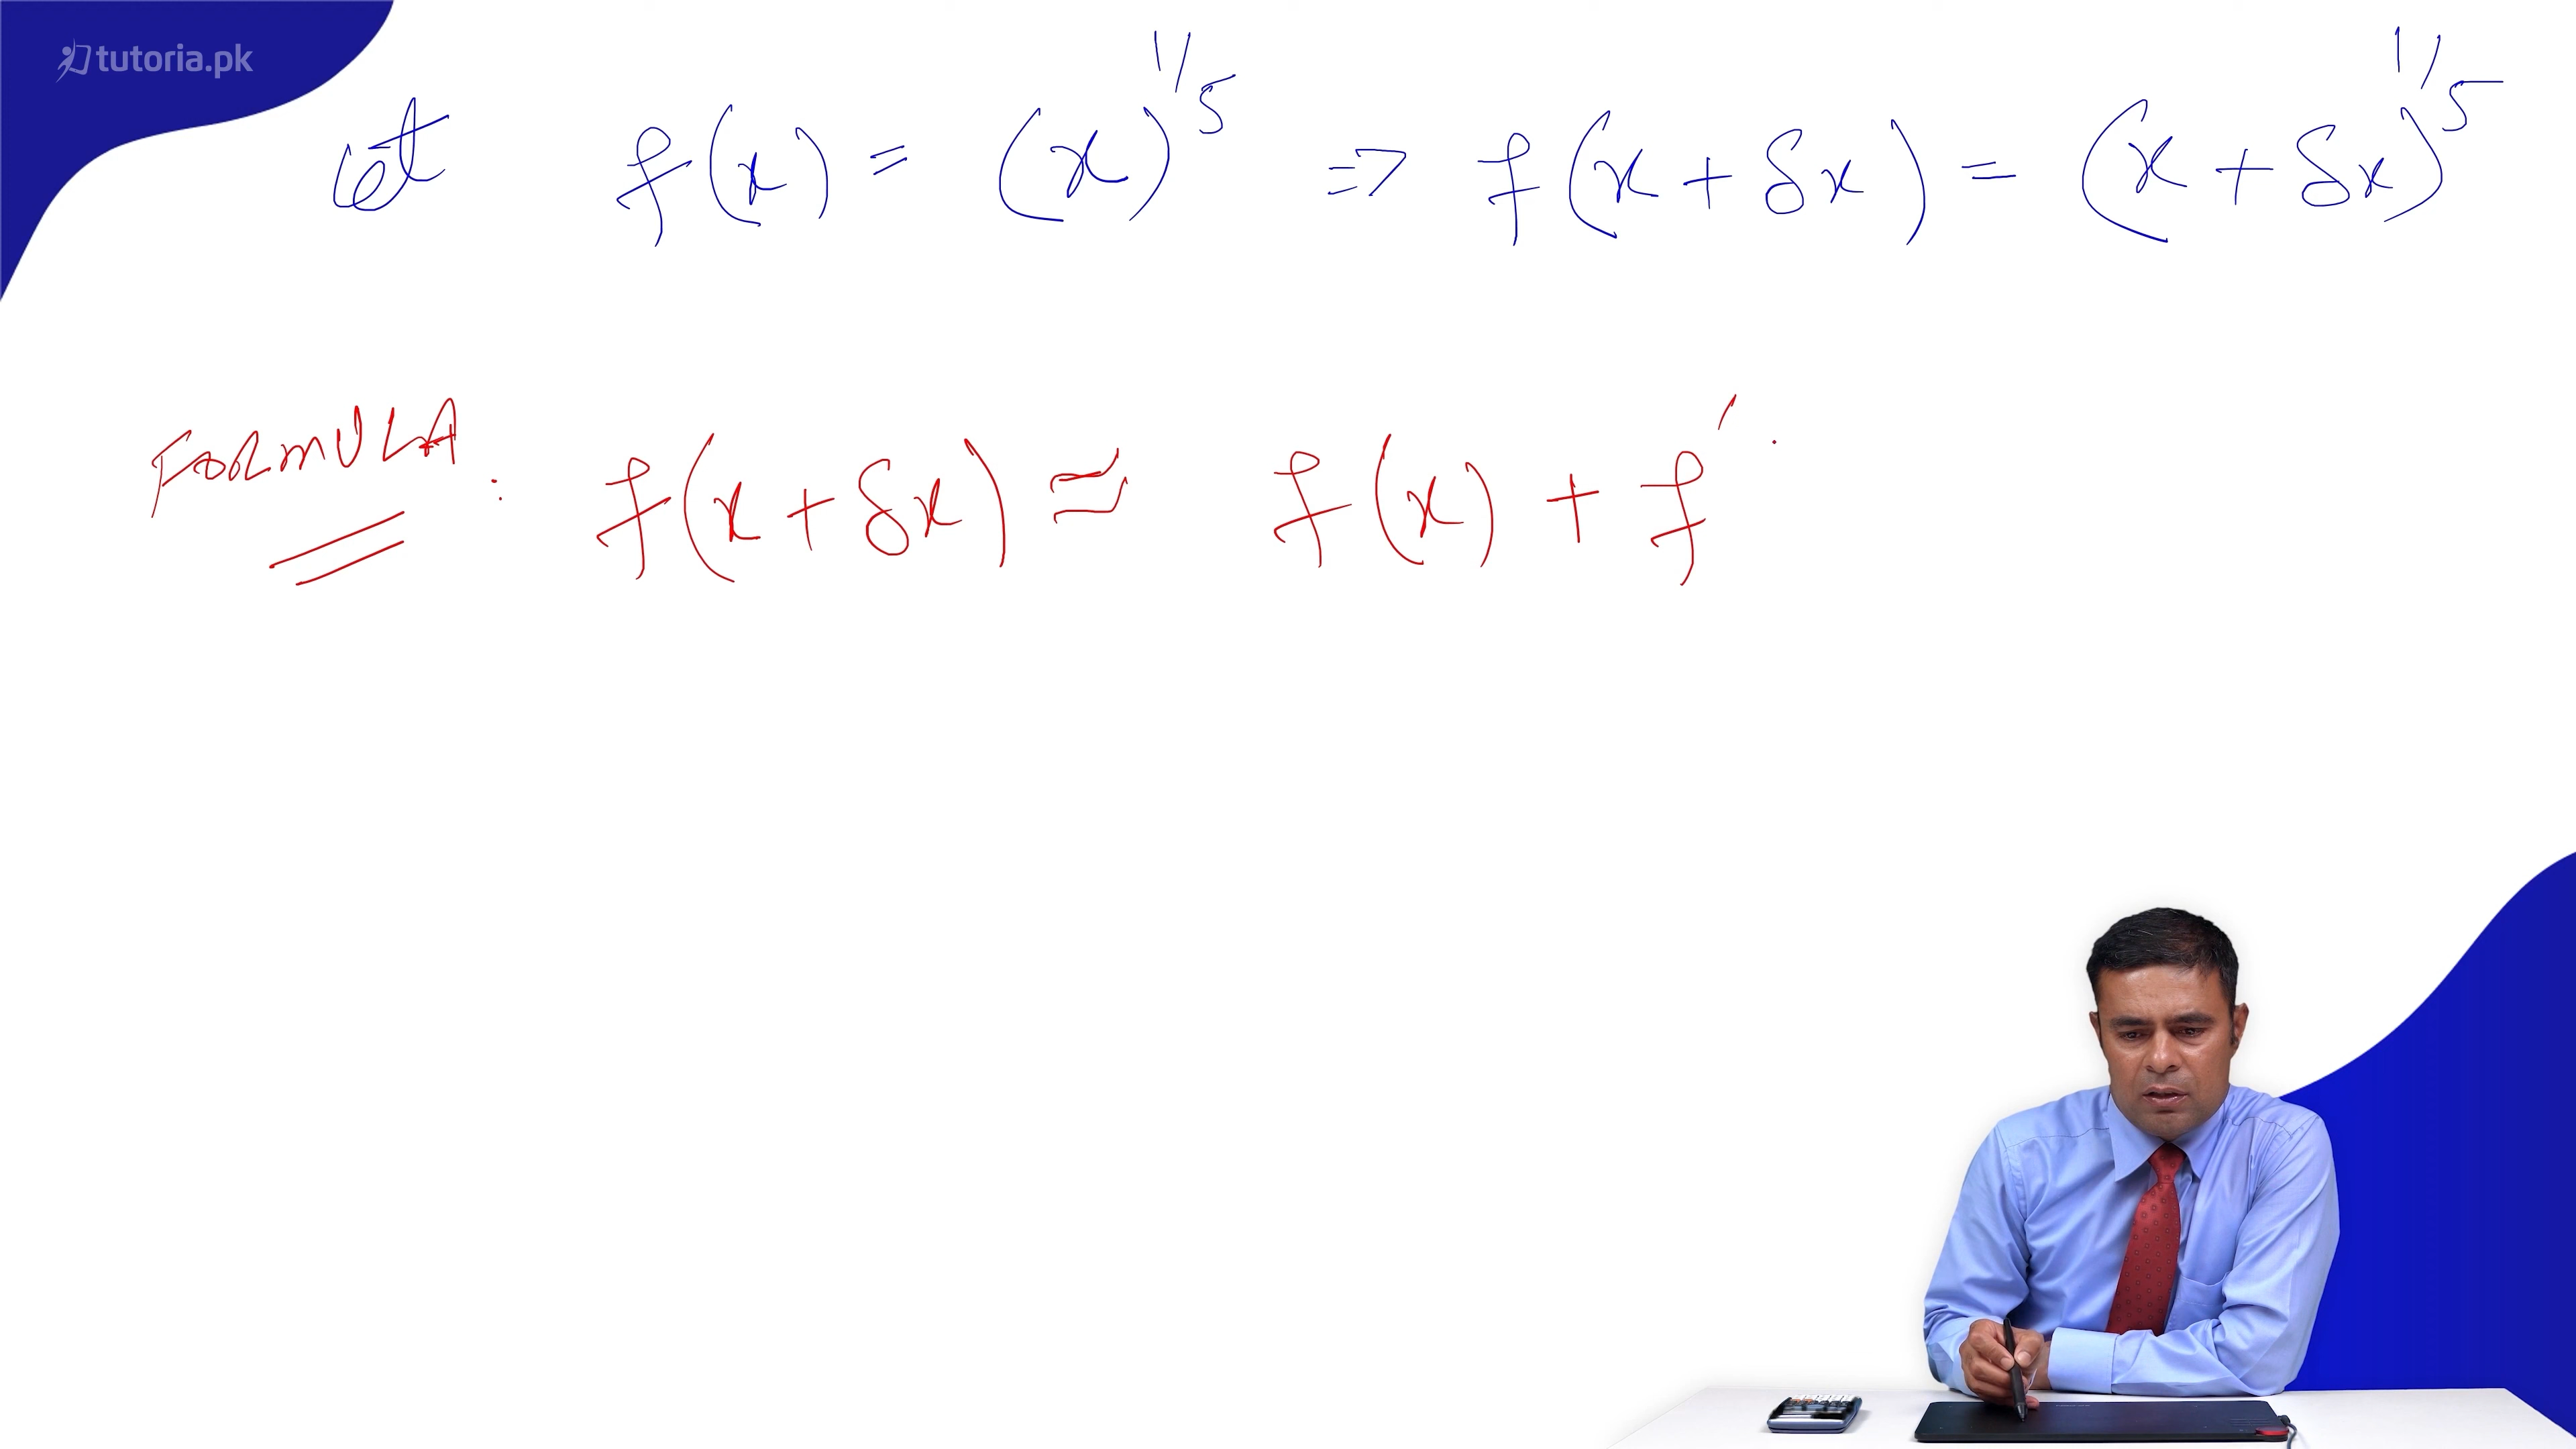 tutoria.pk
Let f(x) = (x)^1/5 => f(x + δx) = (x + δx)^1/5
FORMULA : f(x + δx) ≅ f(x) + f'